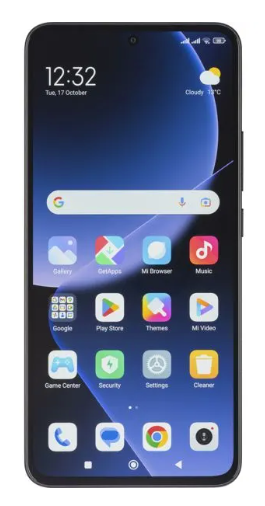 12:32
Tue, 17 October
Cloudy
Gallery GetApps Mi Browser Music
Google Play Store Themes Mi Video
Game Center Security Settings Cleaner